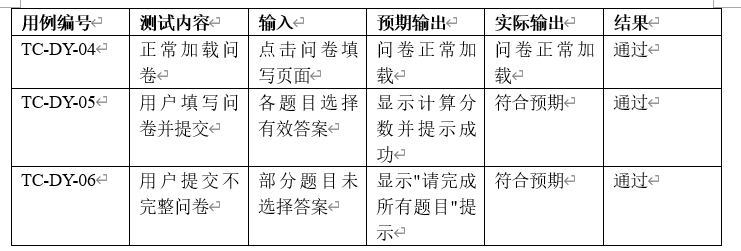 用例编号 测试内容 输入 预期输出 实际输出 结果
TC-DY-04 正常加载问 点击问卷填 问卷正常加 问卷正常加 通过
卷 写页面 载 载
TC-DY-05 用户填写问 各题目选择 显示计算分 符合预期 通过
卷并提交 有效答案 数并提示成
功
TC-DY-06 用户提交不 部分题目未 显示"请完成 符合预期 通过
完整问卷 选择答案 所有题目"提
示